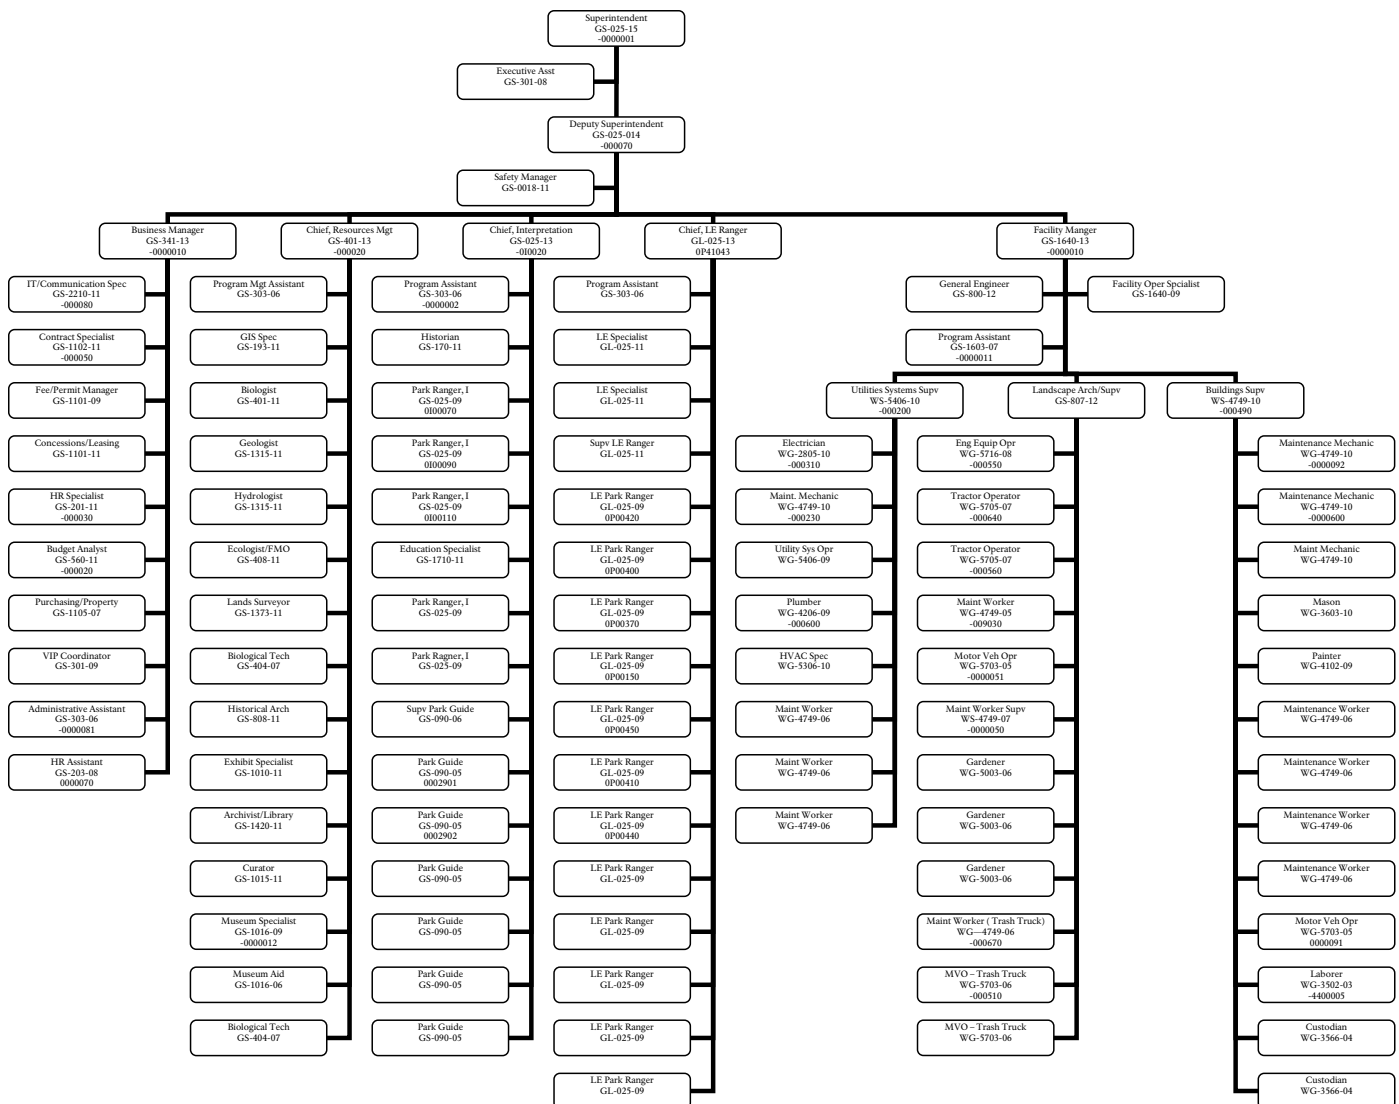 Superintendent
GS-025-15
-0000001
Executive Asst
GS-301-08
Deputy Superintendent
GS-025-014
-000070
Safety Manager
GS-0018-11
Business Manager
GS-341-13
-0000010
Chief, Resources Mgt
GS-401-13
-000020
Chief, Interpretation
GS-025-13
-0I0020
Chief, LE Ranger
GL-025-13
0P41043
Facility Manger
GS-1640-13
-0000010
IT/Communication Spec
GS-2210-11
-000080
Contract Specialist
GS-1102-11
-000050
Fee/Permit Manager
GS-1101-09
Concessions/Leasing
GS-1101-11
HR Specialist
GS-201-11
-000030
Budget Analyst
GS-560-11
-000020
Purchasing/Property
GS-1105-07
VIP Coordinator
GS-301-09
Administrative Assistant
GS-303-06
-0000081
HR Assistant
GS-203-08
0000070
Program Mgt Assistant
GS-303-06
GIS Spec
GS-193-11
Biologist
GS-401-11
Geologist
GS-1315-11
Hydrologist
GS-1315-11
Ecologist/FMO
GS-408-11
Lands Surveyor
GS-1373-11
Biological Tech
GS-404-07
Historical Arch
GS-808-11
Exhibit Specialist
GS-1010-11
Archivist/Library
GS-1420-11
Curator
GS-1015-11
Museum Specialist
GS-1016-09
-0000012
Museum Aid
GS-1016-06
Biological Tech
GS-404-07
Program Assistant
GS-303-06
-0000002
Historian
GS-170-11
Park Ranger, I
GS-025-09
0I00070
Park Ranger, I
GS-025-09
0I00090
Park Ranger, I
GS-025-09
0I00110
Education Specialist
GS-1710-11
Park Ranger, I
GS-025-09
Park Ragner, I
GS-025-09
Supv Park Guide
GS-090-06
Park Guide
GS-090-05
0002901
Park Guide
GS-090-05
0002902
Park Guide
GS-090-05
Park Guide
GS-090-05
Park Guide
GS-090-05
Park Guide
GS-090-05
Program Assistant
GS-303-06
LE Specialist
GL-025-11
LE Specialist
GL-025-11
Supv LE Ranger
GL-025-11
LE Park Ranger
GL-025-09
0P00420
LE Park Ranger
GL-025-09
0P00400
LE Park Ranger
GL-025-09
0P00370
LE Park Ranger
GL-025-09
0P00150
LE Park Ranger
GL-025-09
0P00450
LE Park Ranger
GL-025-09
0P00410
LE Park Ranger
GL-025-09
0P00440
LE Park Ranger
GL-025-09
LE Park Ranger
GL-025-09
LE Park Ranger
GL-025-09
LE Park Ranger
GL-025-09
LE Park Ranger
GL-025-09
General Engineer
GS-800-12
Facility Oper Spcialist
GS-1640-09
Program Assistant
GS-1603-07
-0000011
Utilities Systems Supv
WS-5406-10
-000200
Landscape Arch/Supv
GS-807-12
Buildings Supv
WS-4749-10
-000490
Electrician
WG-2805-10
-000310
Maint. Mechanic
WG-4749-10
-000230
Utility Sys Opr
WG-5406-09
Plumber
WG-4206-09
-000600
HVAC Spec
WG-5306-10
Maint Worker
WG-4749-06
Maint Worker
WG-4749-06
Maint Worker
WG-4749-06
Eng Equip Opr
WG-5716-08
-000550
Tractor Operator
WG-5705-07
-000640
Tractor Operator
WG-5705-07
-000560
Maint Worker
WG-4749-05
-009030
Motor Veh Opr
WG-5703-05
-0000051
Maint Worker Supv
WS-4749-07
-0000050
Gardener
WG-5003-06
Gardener
WG-5003-06
Gardener
WG-5003-06
Maint Worker ( Trash Truck)
WG—4749-06
-000670
MVO – Trash Truck
WG-5703-06
-000510
MVO – Trash Truck
WG-5703-06
Maintenance Mechanic
WG-4749-10
-0000092
Maintenance Mechanic
WG-4749-10
-0000600
Maint Mechanic
WG-4749-10
Mason
WG-3603-10
Painter
WG-4102-09
Maintenance Worker
WG-4749-06
Maintenance Worker
WG-4749-06
Maintenance Worker
WG-4749-06
Maintenance Worker
WG-4749-06
Motor Veh Opr
WG-5703-05
0000091
Laborer
WG-3502-03
-4400005
Custodian
WG-3566-04
Custodian
WG-3566-04